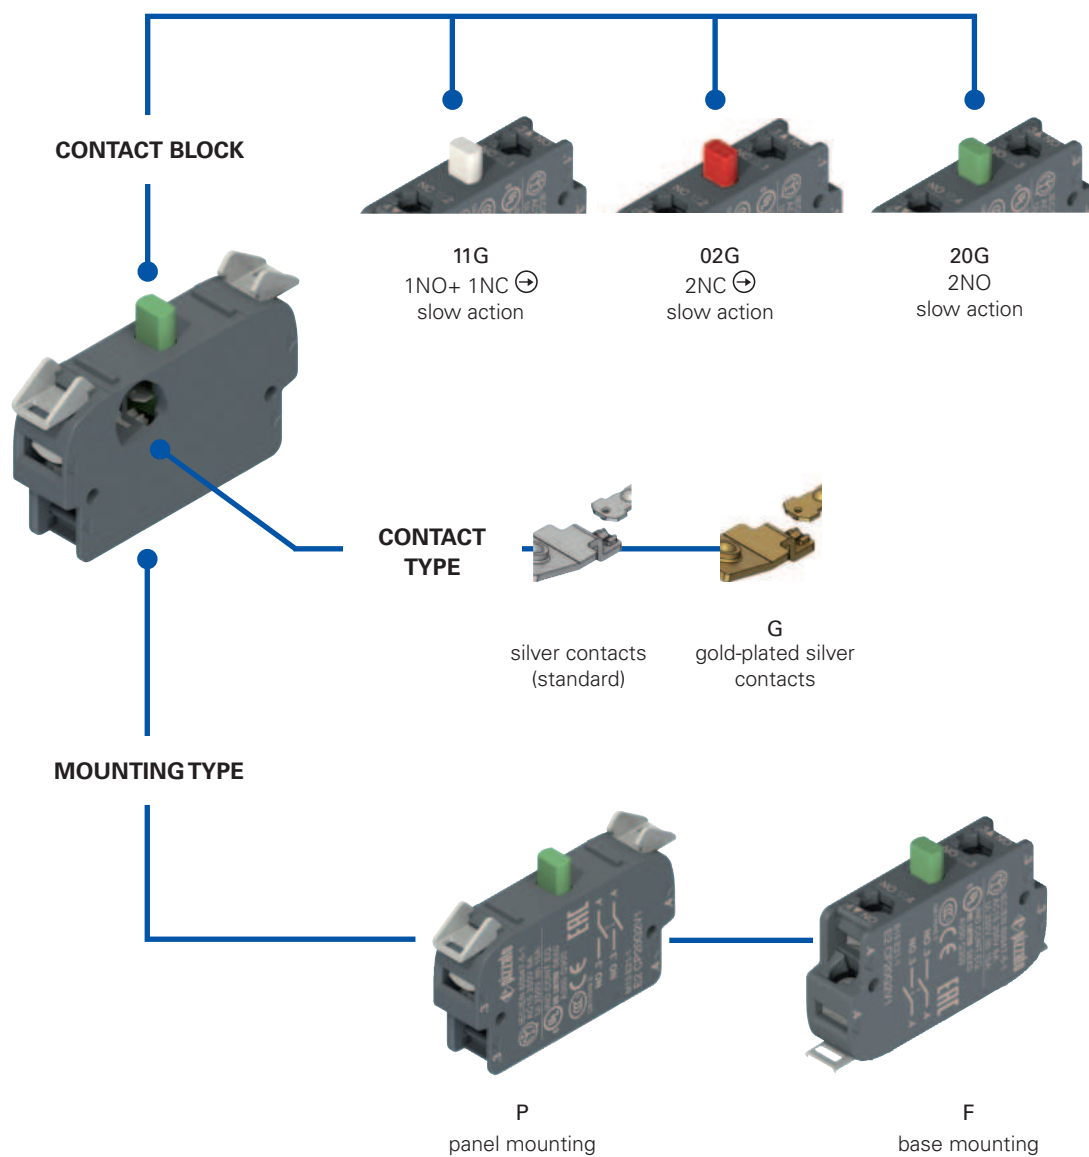 CONTACT BLOCK
11G
1NO+ 1NC
slow action
02G
2NC
slow action
20G
2NO
slow action
CONTACT
TYPE
silver contacts
(standard)
G
gold-plated silver
contacts
MOUNTING TYPE
P
panel mounting
F
base mounting